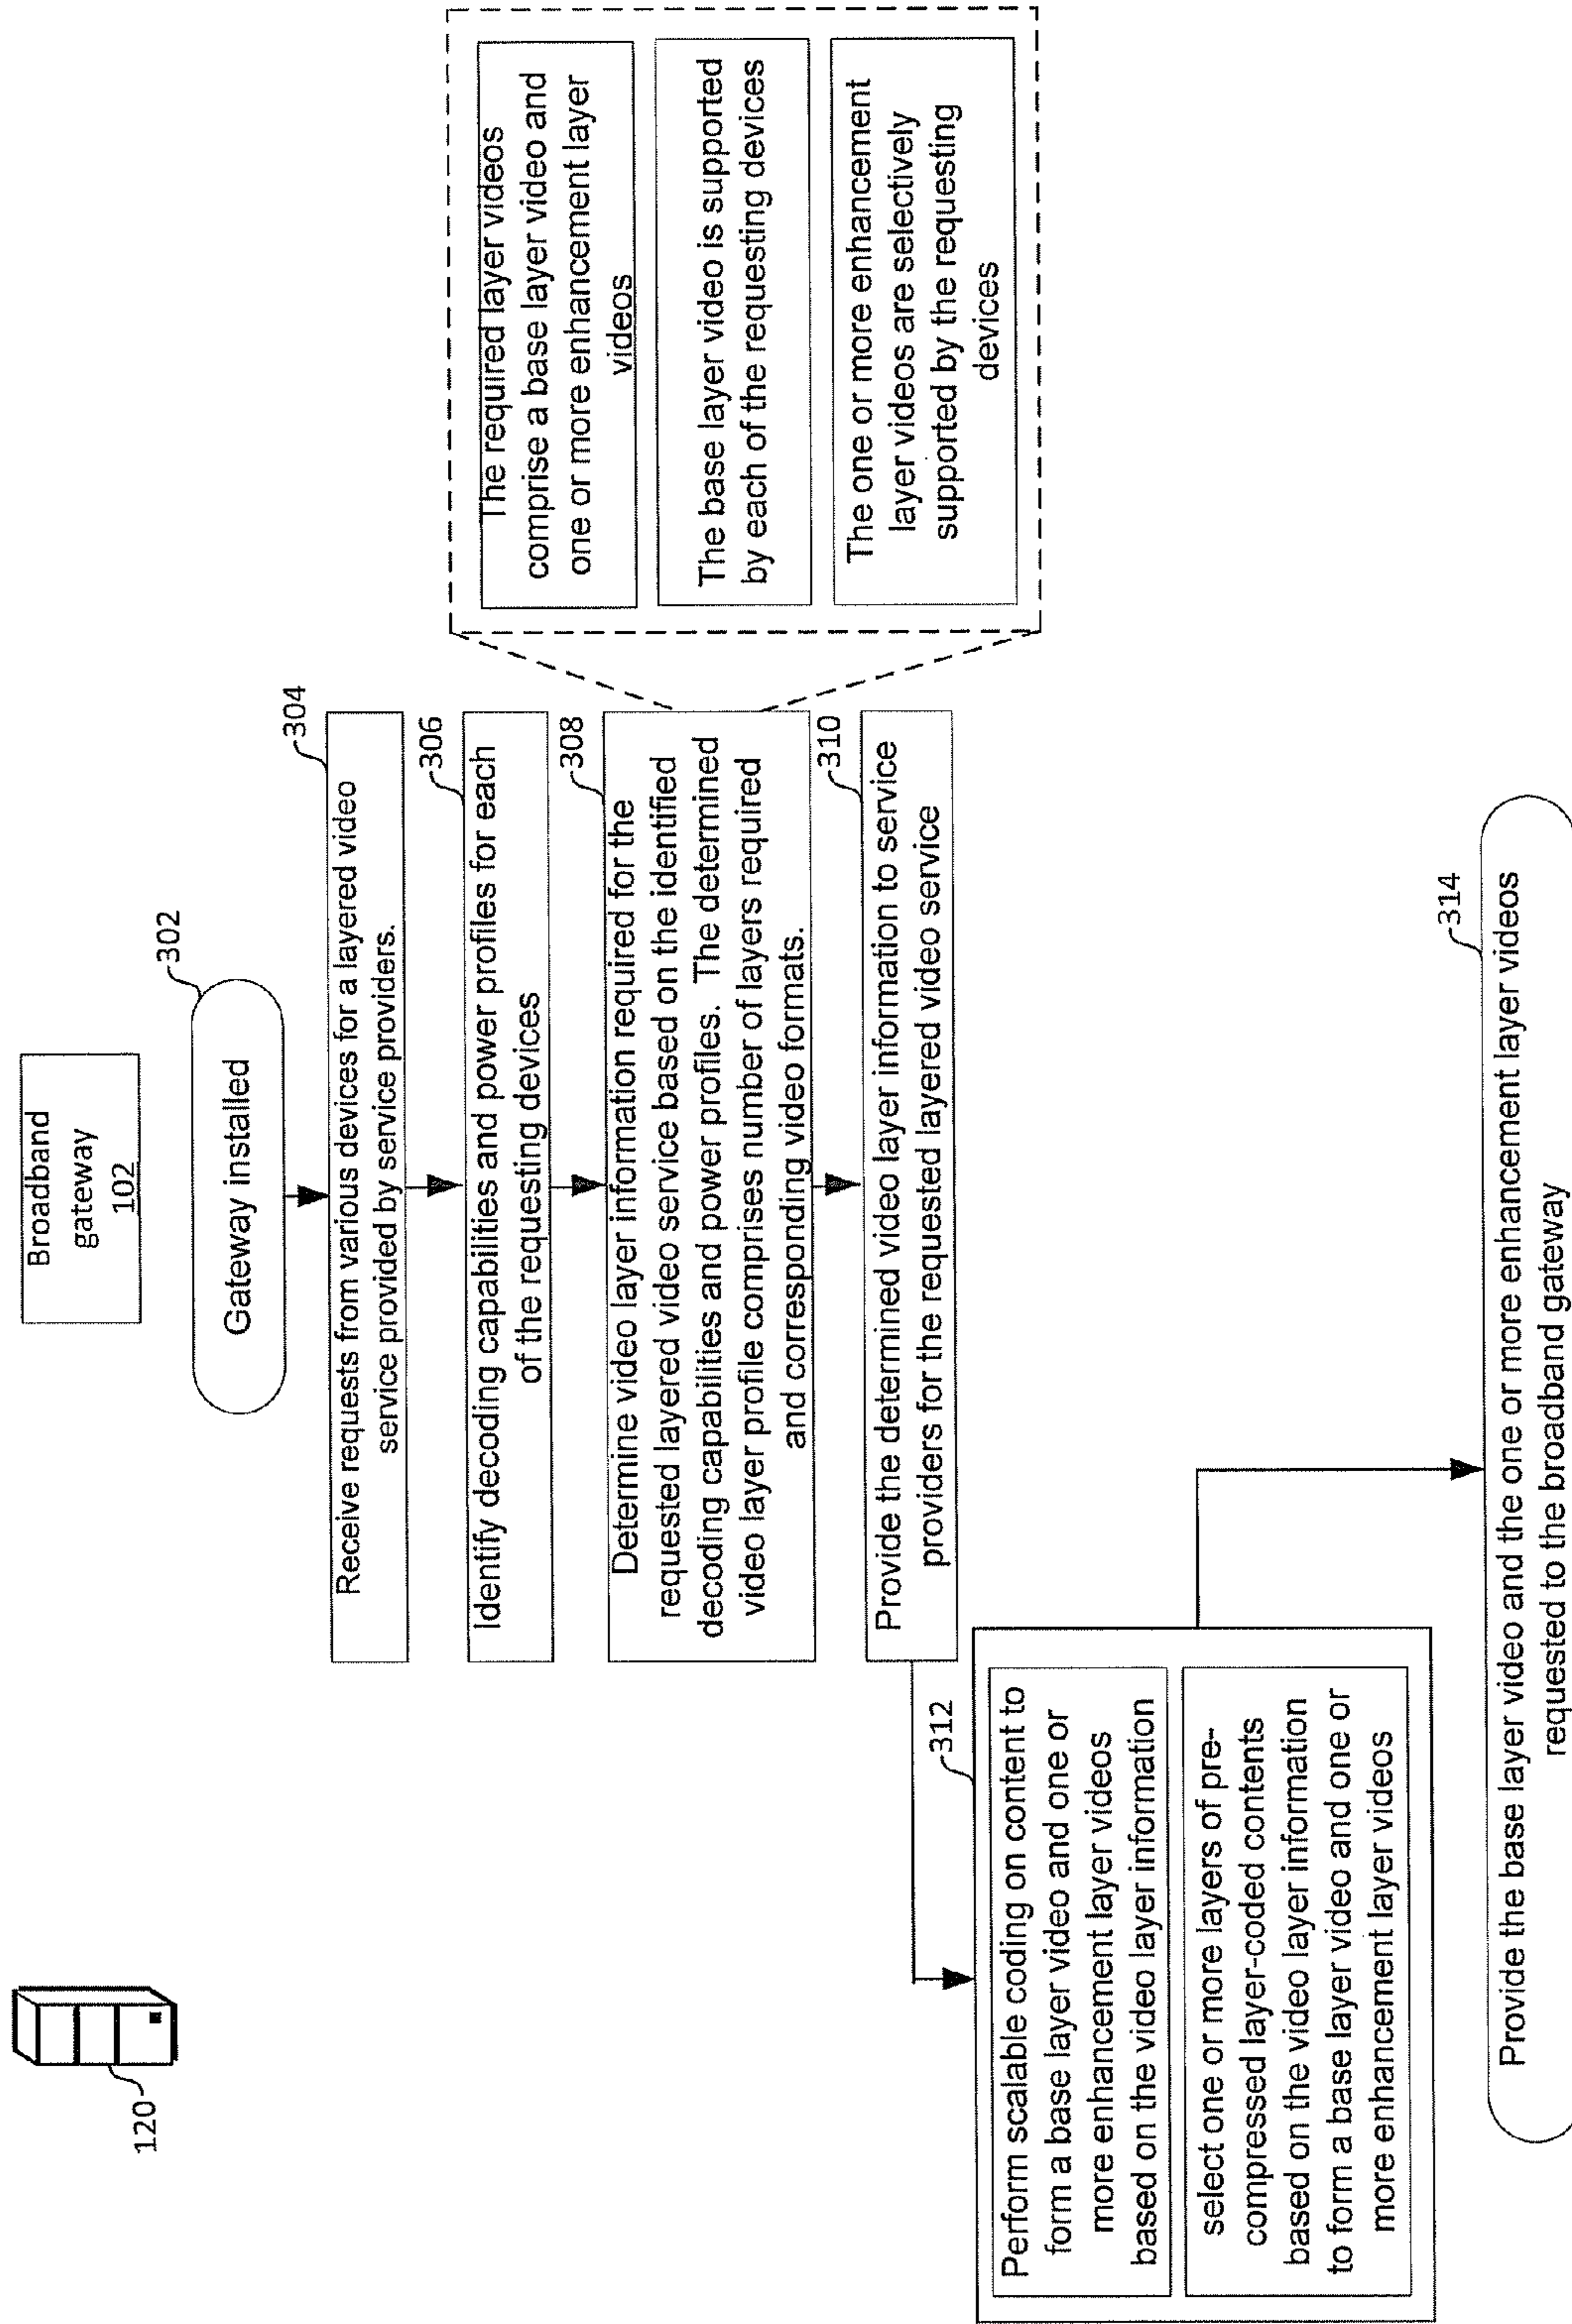 120
Broadband
gateway
102
302
Gateway installed
304
Receive requests from various devices for a layered video
service provided by service providers.
306
Identify decoding capabilities and power profiles for each
of the requesting devices
308
Determine video layer information required for the
requested layered video service based on the identified
decoding capabilities and power profiles. The determined
video layer profile comprises number of layers required
and corresponding video formats.
The required layer videos
comprise a base layer video and
one or more enhancement layer
videos
The base layer video is supported
by each of the requesting devices
The one or more enhancement
layer videos are selectively
supported by the requesting
devices
310
Provide the determined video layer information to service
providers for the requested layered video service
312
Perform scalable coding on content to
form a base layer video and one or
more enhancement layer videos
based on the video layer information
select one or more layers of pre-
compressed layer-coded contents
based on the video layer information
to form a base layer video and one or
more enhancement layer videos
314
Provide the base layer video and the one or more enhancement layer videos
requested to the broadband gateway